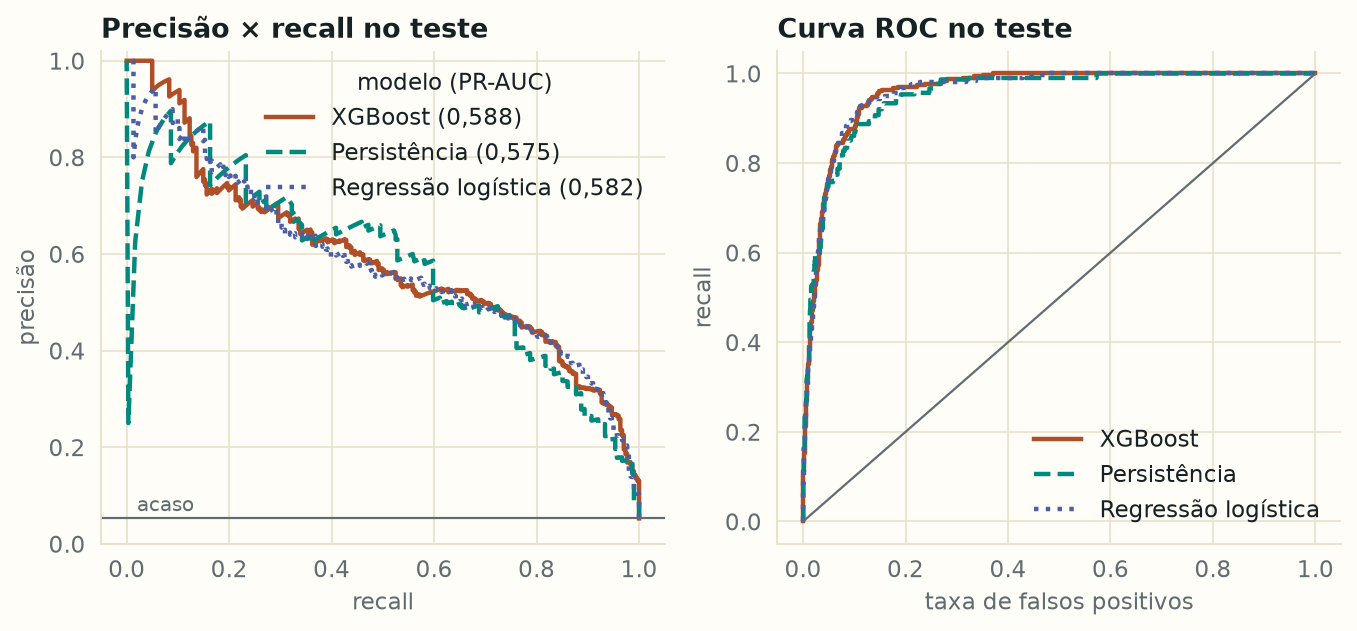 Precisão × recall no teste
1.0
0.8
0.6
0.4
0.2
0.0
precisão
modelo (PR-AUC)
XGBoost (0,588)
Persistência (0,575)
Regressão logística (0,582)
acaso
0.0 0.2 0.4 0.6 0.8 1.0
recall
Curva ROC no teste
1.0
0.8
0.6
0.4
0.2
0.0
recall
XGBoost
Persistência
Regressão logística
0.0 0.2 0.4 0.6 0.8 1.0
taxa de falsos positivos